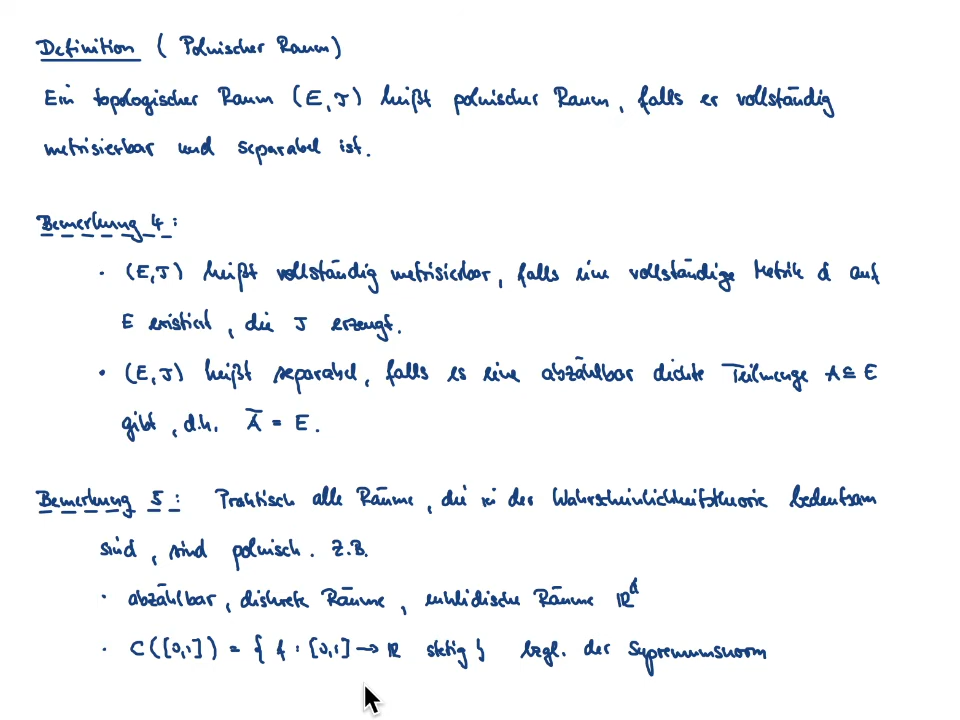 Definition (Polnischer Raum)
Ein topologischer Raum (E,J) heißt polnischer Raum, falls er vollständig
metrisierbar und separabel ist.
Bemerkung 4:
· (E,J) heißt vollständig metrisierbar, falls eine vollständige Metrik d auf
E existiert, die J erzeugt.
· (E,J) heißt separabel, falls es eine abzählbar dichte Teilmenge A ⊆ E
gibt, d.h. A̅ = E.
Bemerkung 5: Praktisch alle Räume, die in der Wahrscheinlichkeitstheorie bedeutsam
sind, sind polnisch. Z.B.
· abzählbar, diskrete Räume, euklidische Räume ℝᵈ
· C([0,1]) = { f : [0,1] → ℝ stetig } bzgl. der Supremumsnorm